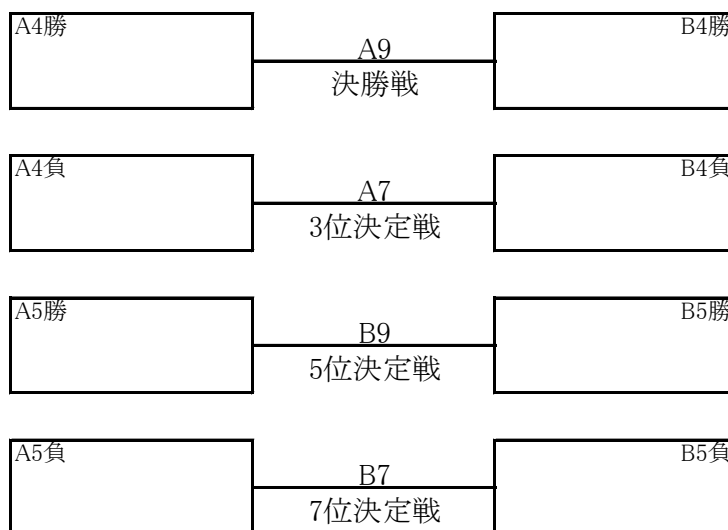 A4勝
B4勝
A9
決勝戦
A4負
B4負
A7
3位決定戦
A5勝
B5勝
B9
5位決定戦
A5負
B5負
B7
7位決定戦